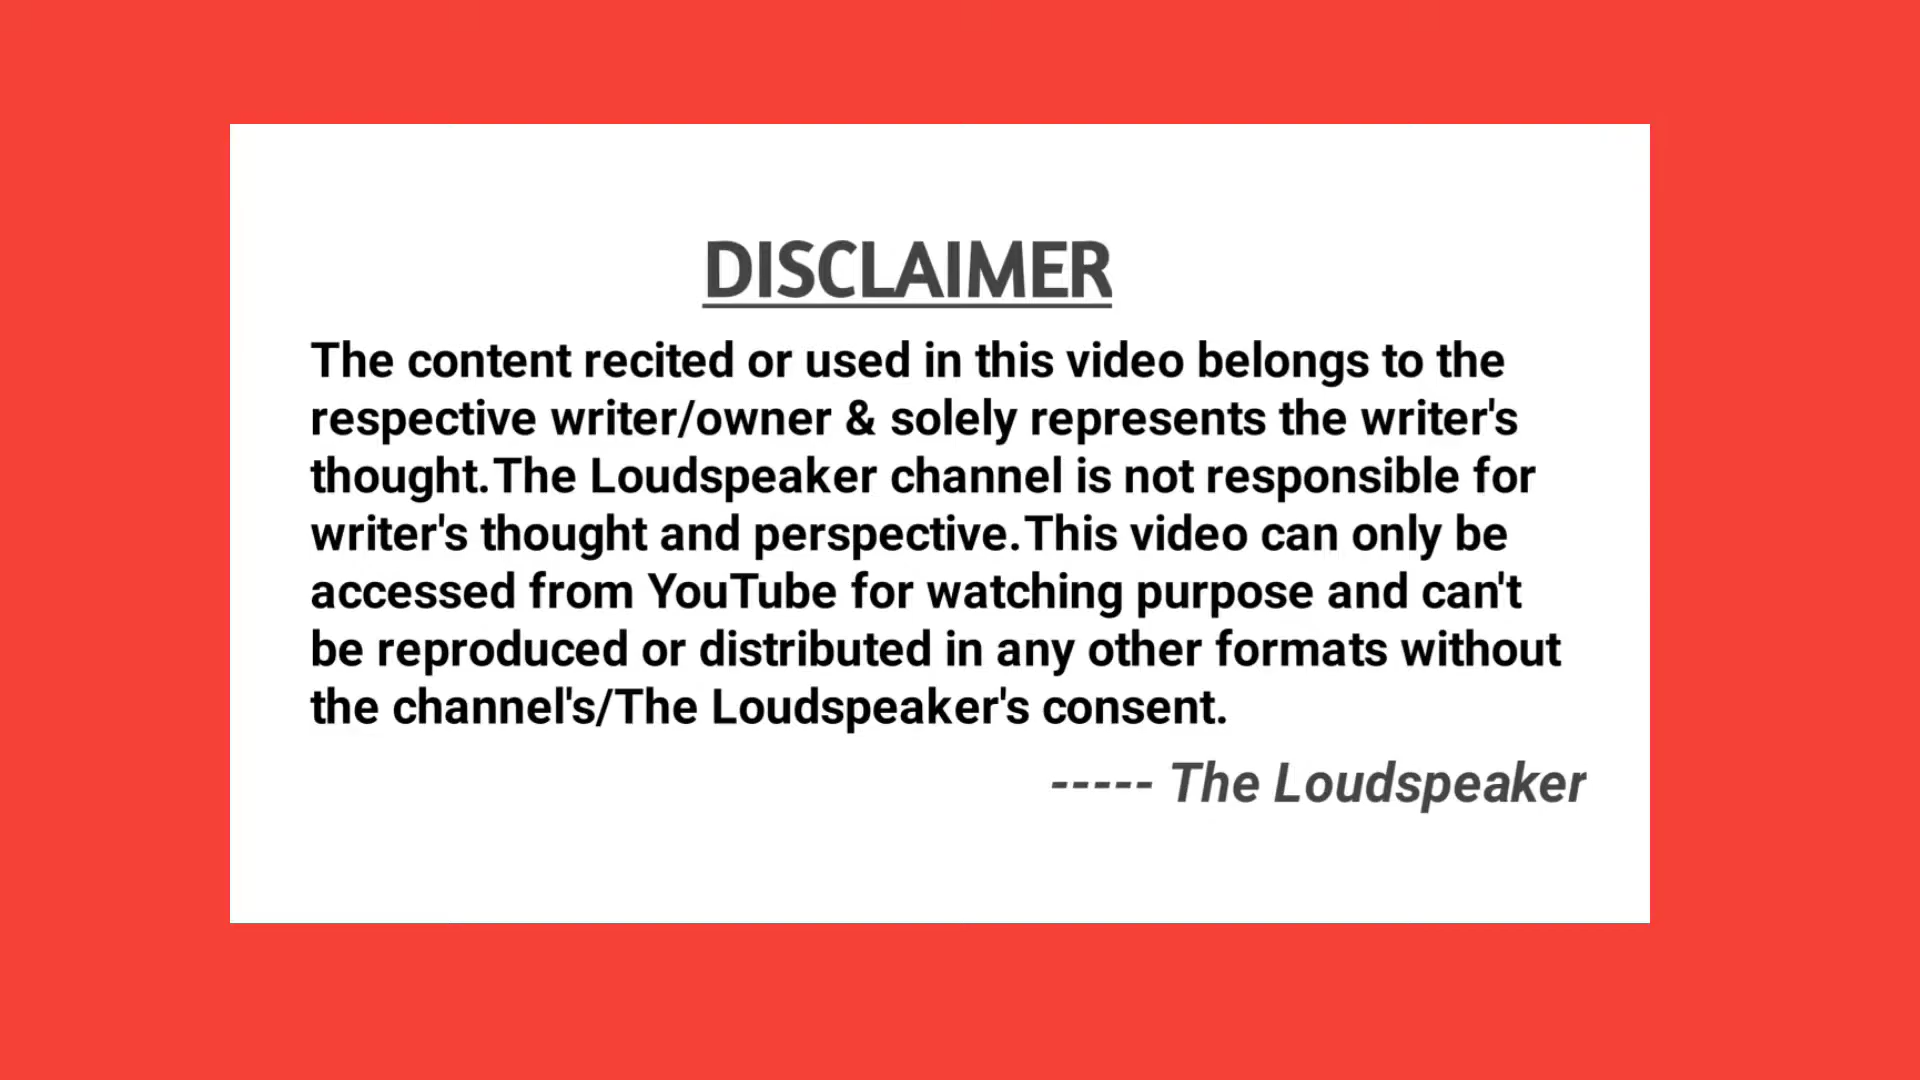 DISCLAIMER
The content recited or used in this video belongs to the
respective writer/owner & solely represents the writer's
thought.The Loudspeaker channel is not responsible for
writer's thought and perspective.This video can only be
accessed from YouTube for watching purpose and can't
be reproduced or distributed in any other formats without
the channel's/The Loudspeaker's consent.
----- The Loudspeaker